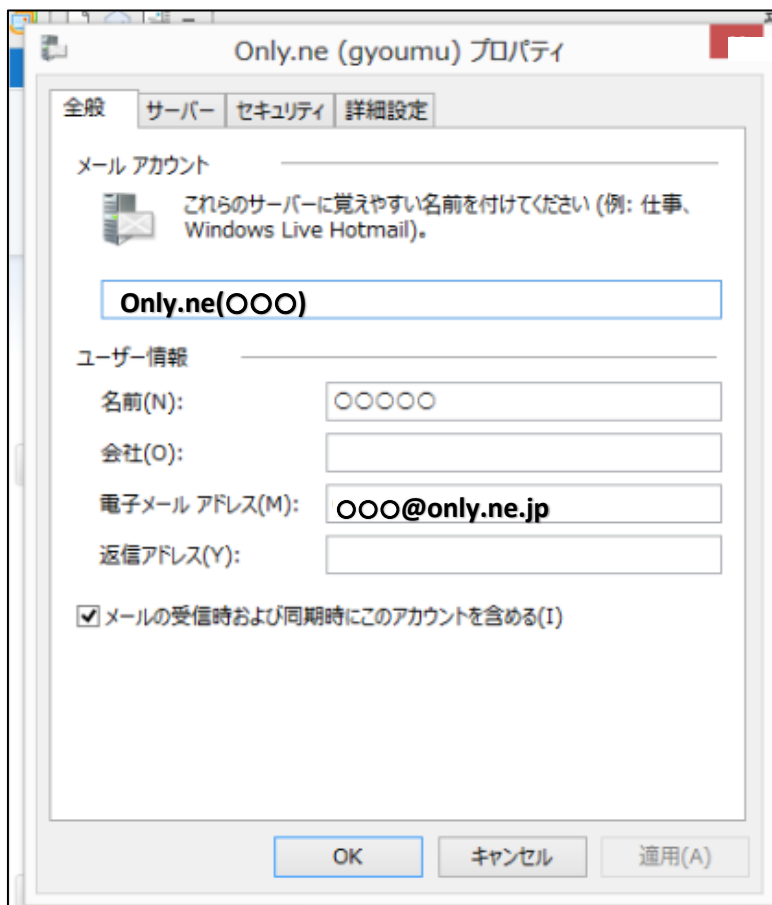 Only.ne (gyoumu) プロパティ
全般 サーバー セキュリティ 詳細設定
メール アカウント
これらのサーバーに覚えやすい名前を付けてください (例: 仕事、
Windows Live Hotmail)。
Only.ne(○○○)
ユーザー情報
名前(N): ○○○○○
会社(O):
電子メール アドレス(M): ○○○@only.ne.jp
返信アドレス(Y):
メールの受信時および同期時にこのアカウントを含める(I)
OK キャンセル 適用(A)